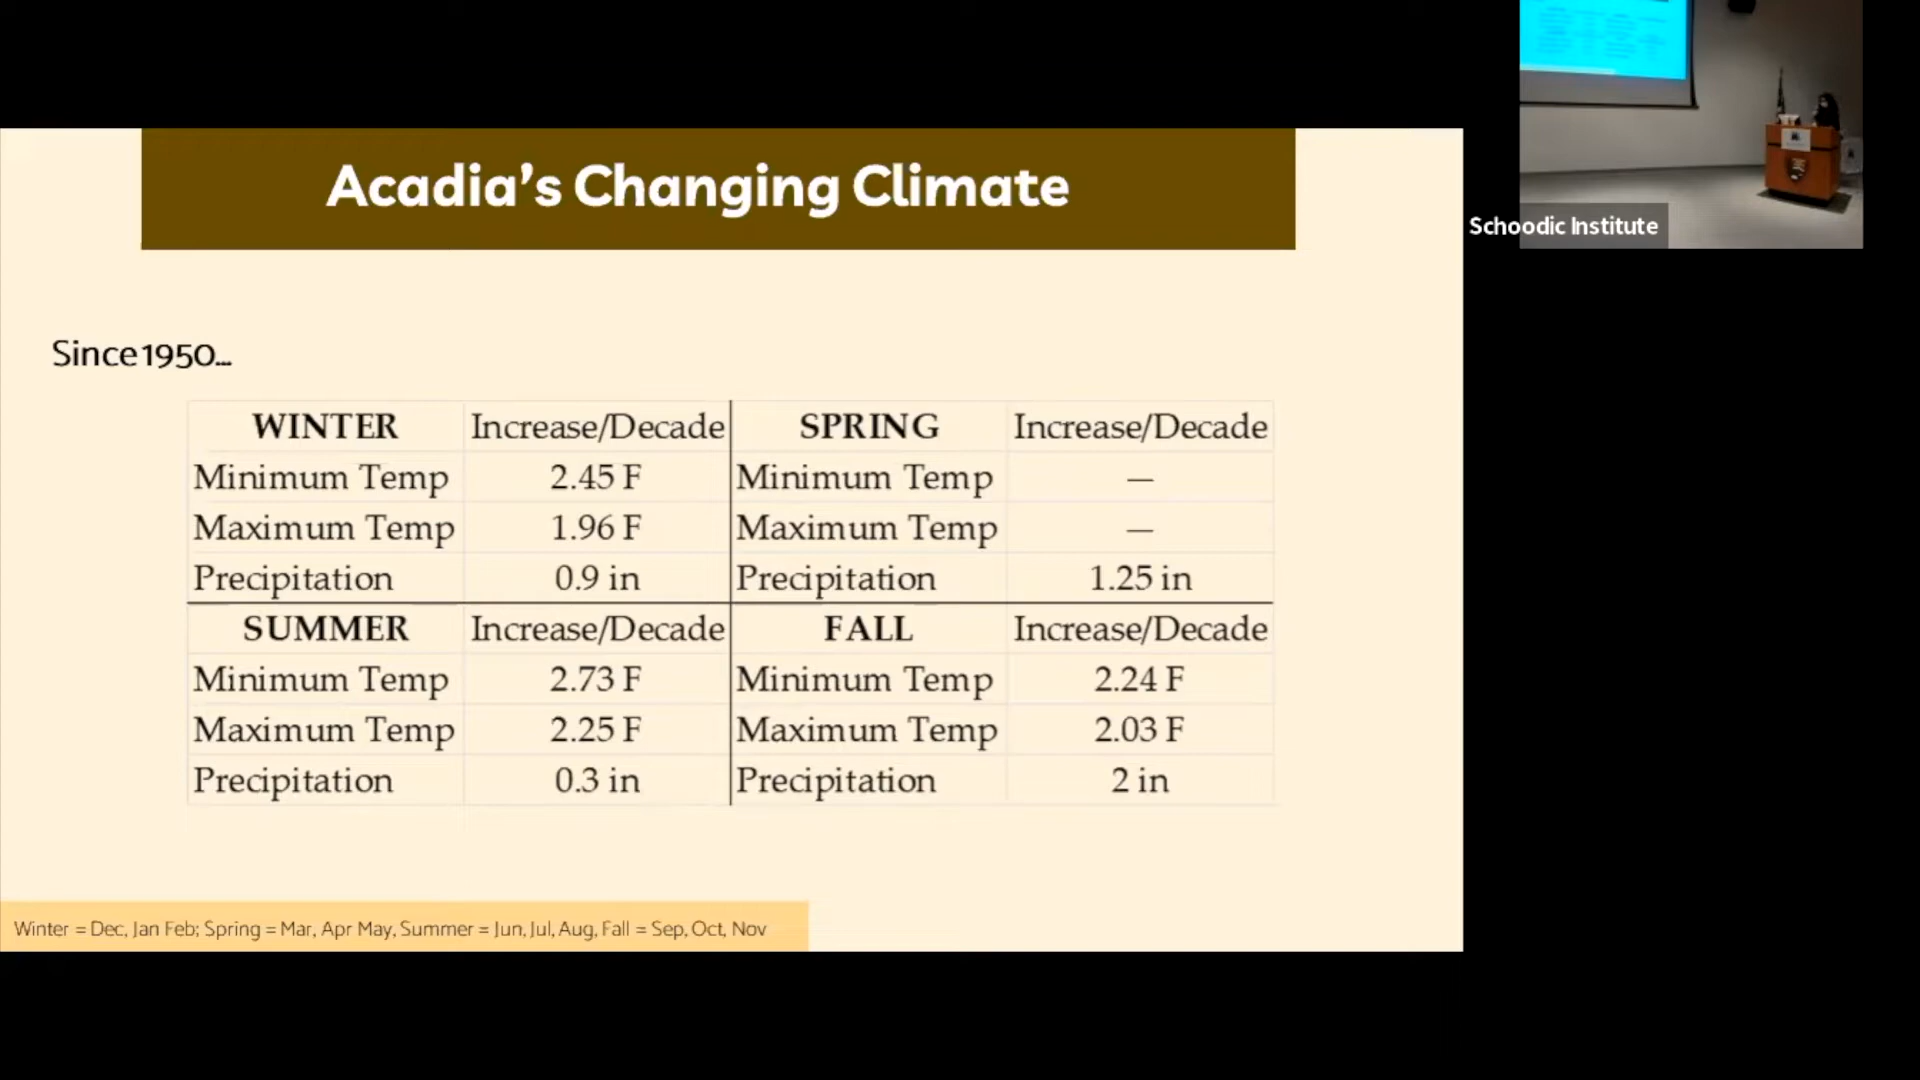 Acadia’s Changing Climate
Schoodic Institute
Since 1950...
WINTER Increase/Decade SPRING Increase/Decade
Minimum Temp 2.45 F Minimum Temp —
Maximum Temp 1.96 F Maximum Temp —
Precipitation 0.9 in Precipitation 1.25 in
SUMMER Increase/Decade FALL Increase/Decade
Minimum Temp 2.73 F Minimum Temp 2.24 F
Maximum Temp 2.25 F Maximum Temp 2.03 F
Precipitation 0.3 in Precipitation 2 in
Winter = Dec, Jan Feb; Spring = Mar, Apr May, Summer = Jun, Jul, Aug, Fall = Sep, Oct, Nov